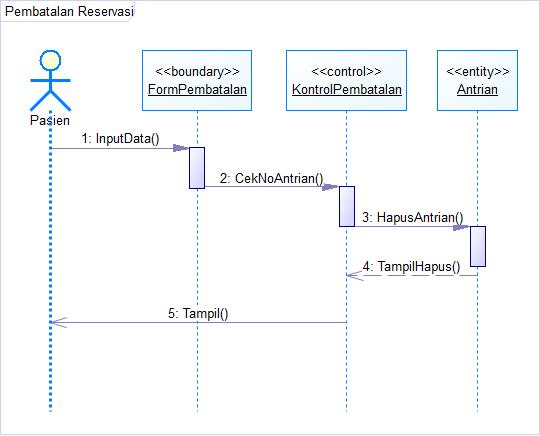 Pembatalan Reservasi
Pasien
<<boundary>>
FormPembatalan
<<control>>
KontrolPembatalan
<<entity>>
Antrian
1: InputData()
2: CekNoAntrian()
3: HapusAntrian()
4: TampilHapus()
5: Tampil()